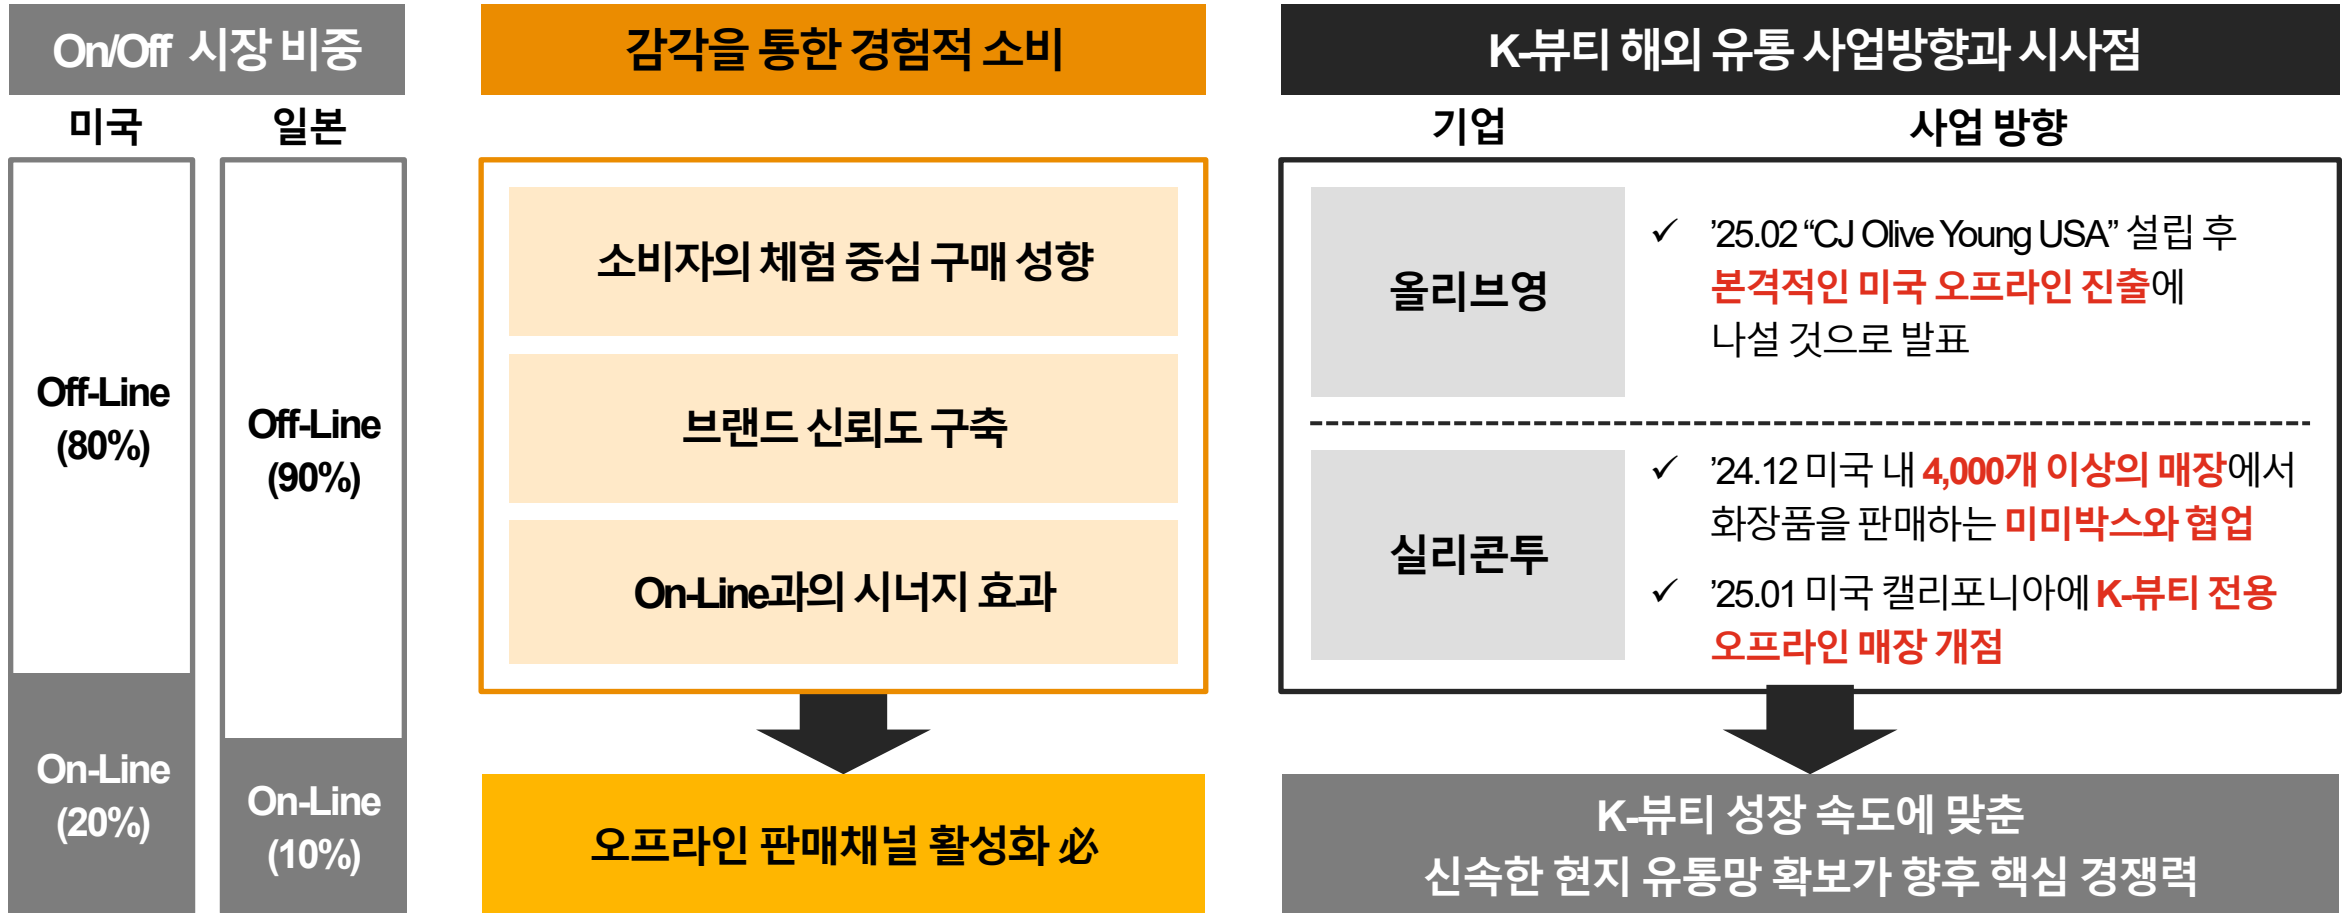 On/Off 시장 비중
미국
일본
Off-Line
(80%)
On-Line
(20%)
Off-Line
(90%)
On-Line
(10%)
감각을 통한 경험적 소비
소비자의 체험 중심 구매 성향
브랜드 신뢰도 구축
On-Line과의 시너지 효과
오프라인 판매채널 활성화 必
K-뷰티 해외 유통 사업방향과 시사점
기업
사업 방향
올리브영
✓ ’25.02 “CJ Olive Young USA” 설립 후
본격적인 미국 오프라인 진출에
나설 것으로 발표
실리콘투
✓ ’24.12 미국 내 4,000개 이상의 매장에서
화장품을 판매하는 미미박스와 협업
✓ ’25.01 미국 캘리포니아에 K-뷰티 전용
오프라인 매장 개점
K-뷰티 성장 속도에 맞춘
신속한 현지 유통망 확보가 향후 핵심 경쟁력